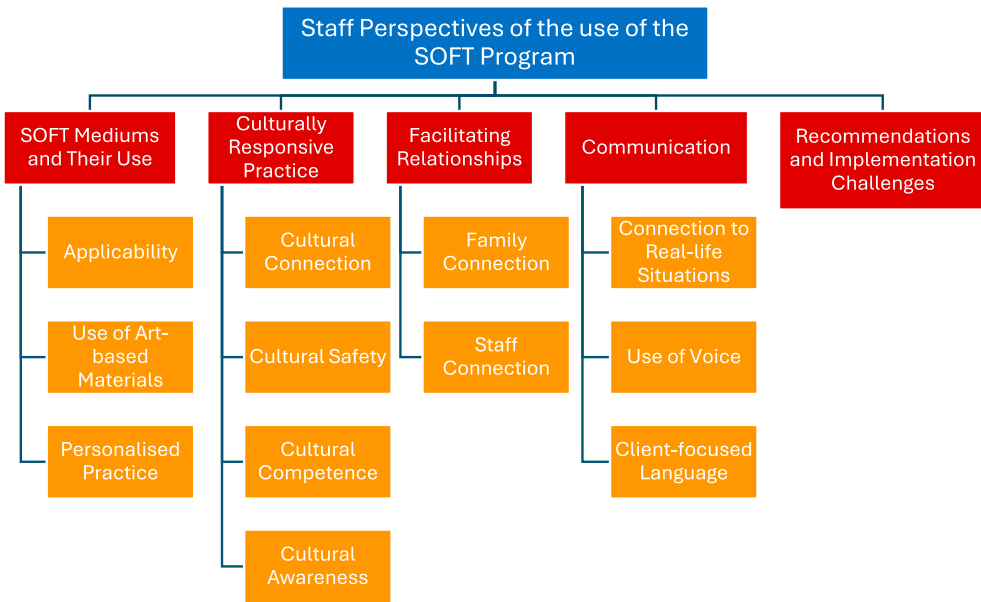 Staff Perspectives of the use of the
SOFT Program
SOFT Mediums
and Their Use
Culturally
Responsive
Practice
Facilitating
Relationships
Communication
Recommendations
and Implementation
Challenges
Applicability
Use of Art-
based
Materials
Personalised
Practice
Cultural
Connection
Cultural Safety
Cultural
Competence
Cultural
Awareness
Family
Connection
Staff
Connection
Connection to
Real-life
Situations
Use of Voice
Client-focused
Language